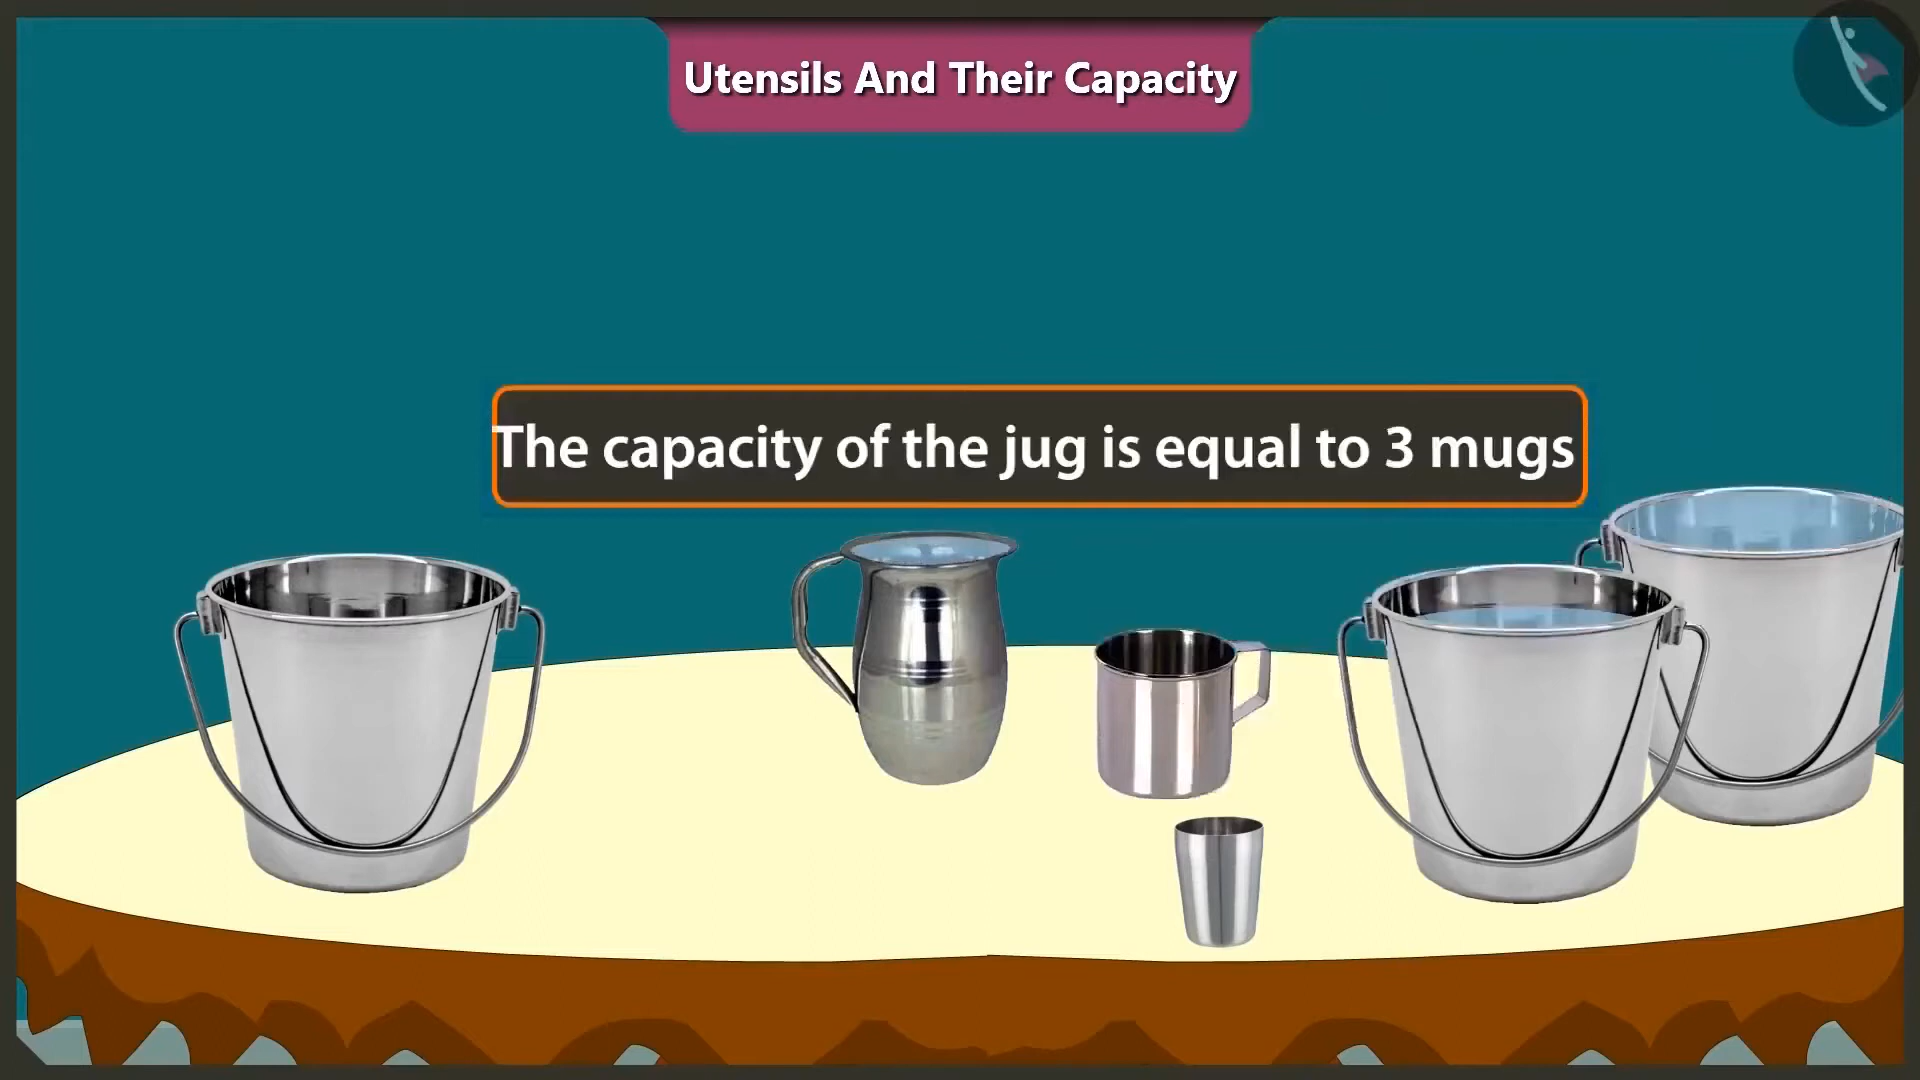 Utensils And Their Capacity
The capacity of the jug is equal to 3 mugs